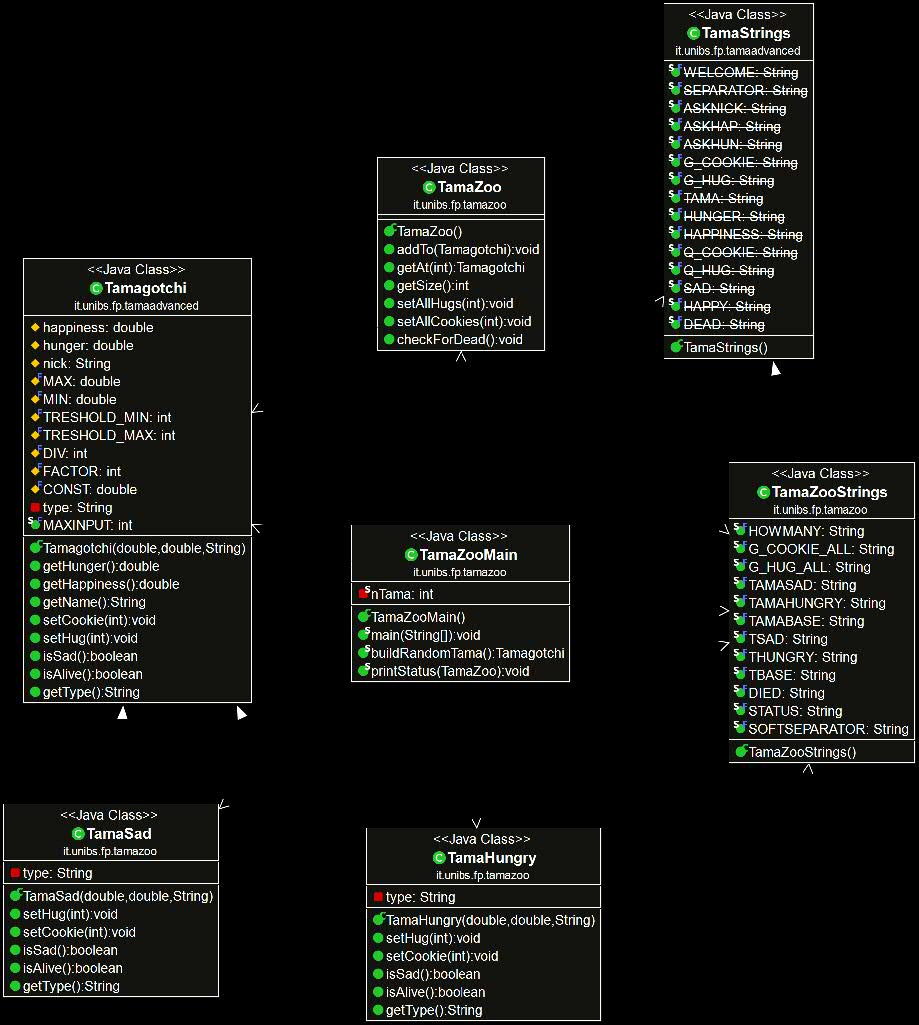 <<Java Class>>
TamaStrings
it.unibs.fp.tamaadvanced
WELCOME: String
SEPARATOR: String
ASKNICK: String
ASKHAP: String
ASKHUN: String
G_COOKIE: String
G_HUG: String
TAMA: String
HUNGER: String
HAPPINESS: String
Q_COOKIE: String
Q_HUG: String
SAD: String
HAPPY: String
DEAD: String
TamaStrings()
<<Java Class>>
TamaZoo
it.unibs.fp.tamazoo
TamaZoo()
addTo(Tamagotchi):void
getAt(int):Tamagotchi
getSize():int
setAllHugs(int):void
setAllCookies(int):void
checkForDead():void
<<Java Class>>
Tamagotchi
it.unibs.fp.tamaadvanced
happiness: double
hunger: double
nick: String
MAX: double
MIN: double
TRESHOLD_MIN: int
TRESHOLD_MAX: int
DIV: int
FACTOR: int
CONST: double
type: String
MAXINPUT: int
Tamagotchi(double,double,String)
getHunger():double
getHappiness():double
getName():String
setCookie(int):void
setHug(int):void
isSad():boolean
isAlive():boolean
getType():String
<<Java Class>>
TamaZooMain
it.unibs.fp.tamazoo
nTama: int
TamaZooMain()
main(String[]):void
buildRandomTama():Tamagotchi
printStatus(TamaZoo):void
<<Java Class>>
TamaZooStrings
it.unibs.fp.tamazoo
HOWMANY: String
G_COOKIE_ALL: String
G_HUG_ALL: String
TAMASAD: String
TAMAHUNGRY: String
TAMABASE: String
TSAD: String
THUNGRY: String
TBASE: String
DIED: String
STATUS: String
SOFTSEPARATOR: String
TamaZooStrings()
<<Java Class>>
TamaSad
it.unibs.fp.tamazoo
type: String
TamaSad(double,double,String)
setHug(int):void
setCookie(int):void
isSad():boolean
isAlive():boolean
getType():String
<<Java Class>>
TamaHungry
it.unibs.fp.tamazoo
type: String
TamaHungry(double,double,String)
setHug(int):void
setCookie(int):void
isSad():boolean
isAlive():boolean
getType():String